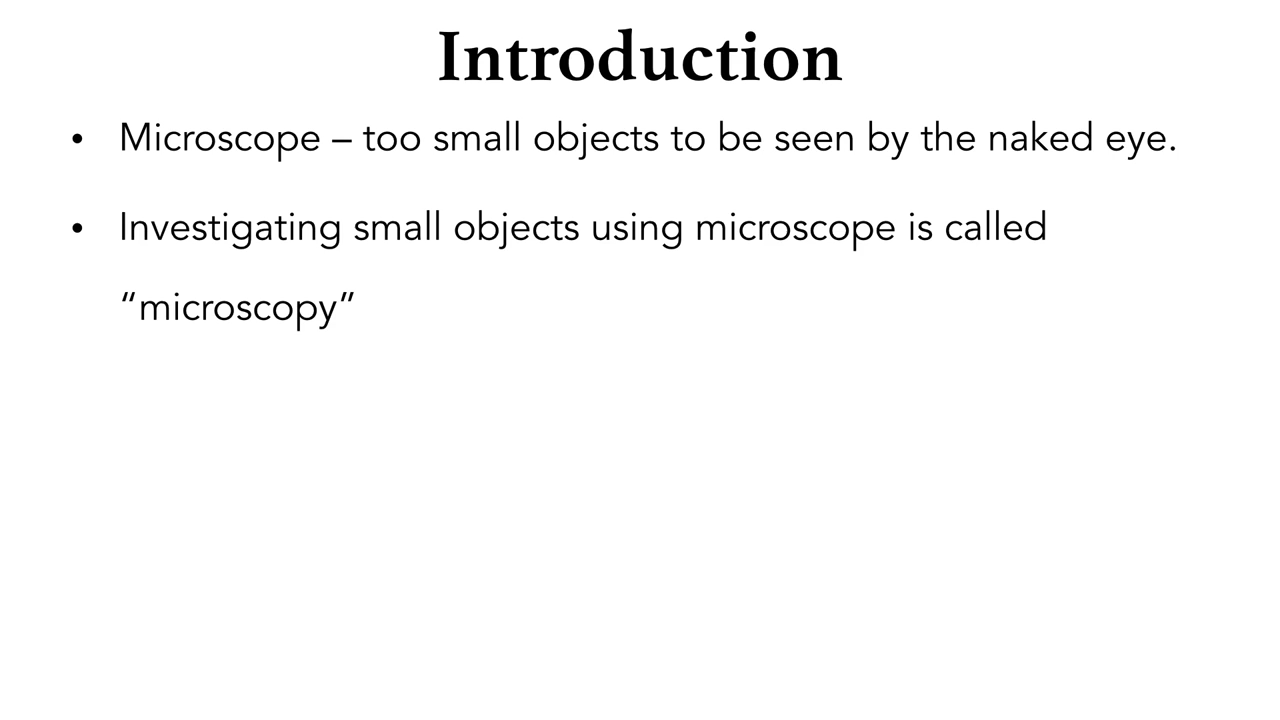 Introduction
• Microscope – too small objects to be seen by the naked eye.
• Investigating small objects using microscope is called
“microscopy”